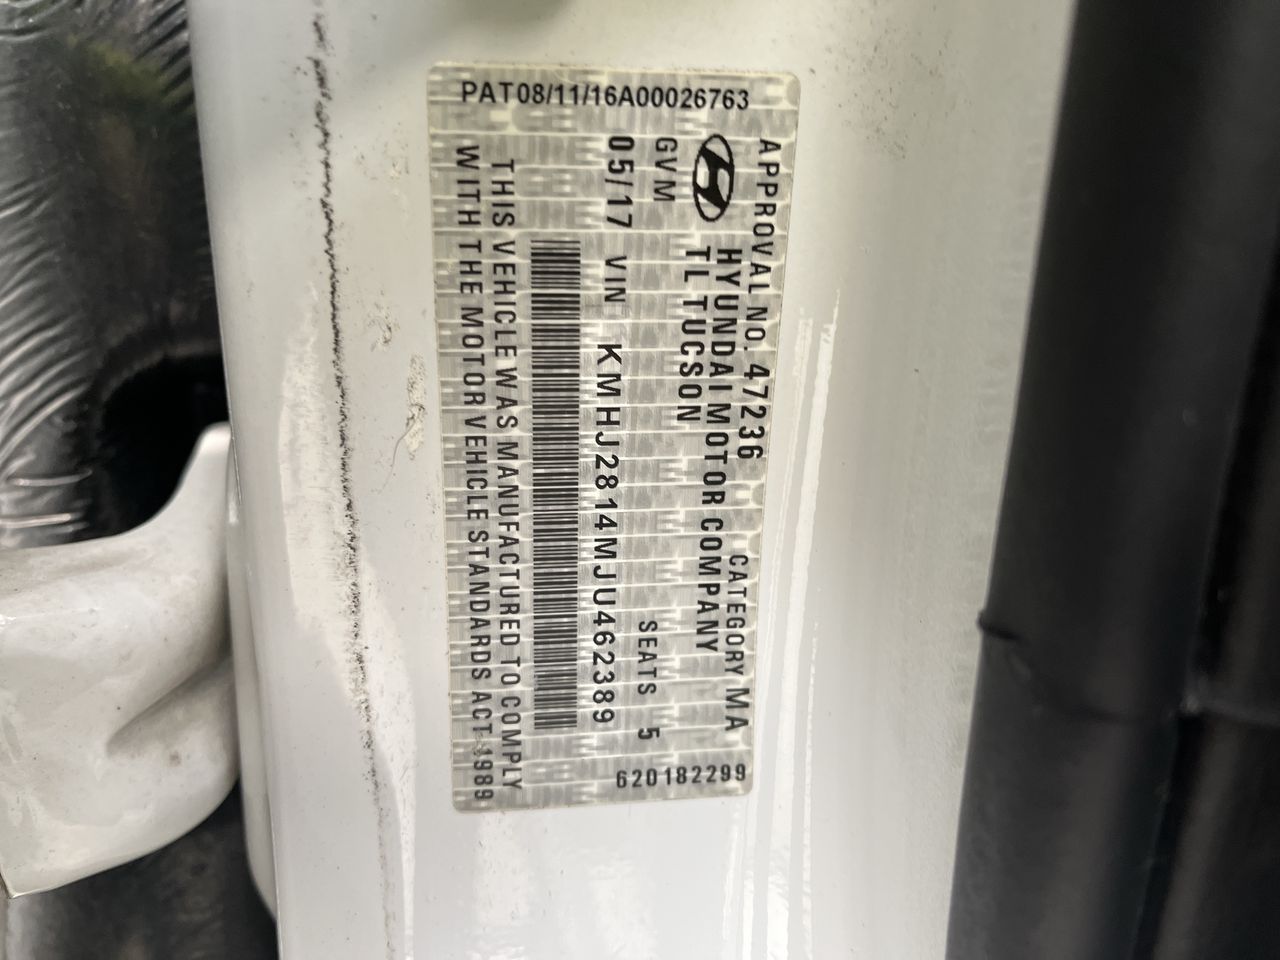 APPROVAL NO. 47236 CATEGORY MA
HYUNDAI MOTOR COMPANY
TL TUCSON
GVM SEATS 5
05/17 VIN KMHJ2814MJU462389
THIS VEHICLE WAS MANUFACTURED TO COMPLY
WITH THE MOTOR VEHICLE STANDARDS ACT 1989
PAT08/11/16A00026763
620182299